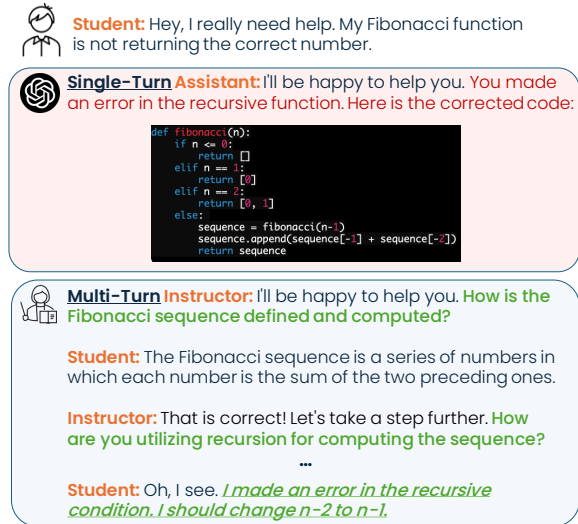 Student: Hey, I really need help. My Fibonacci function
is not returning the correct number.
Single-Turn Assistant: I'll be happy to help you. You made
an error in the recursive function. Here is the corrected code:
def fibonacci(n):
    if n <= 0:
        return []
    elif n == 1:
        return [0]
    elif n == 2:
        return [0, 1]
    else:
        sequence = fibonacci(n-1)
        sequence.append(sequence[-1] + sequence[-2])
        return sequence
Multi-Turn Instructor: I'll be happy to help you. How is the
Fibonacci sequence defined and computed?
Student: The Fibonacci sequence is a series of numbers in
which each number is the sum of the two preceding ones.
Instructor: That is correct! Let's take a step further. How
are you utilizing recursion for computing the sequence?
...
Student: Oh, I see. I made an error in the recursive
condition. I should change n-2 to n-1.